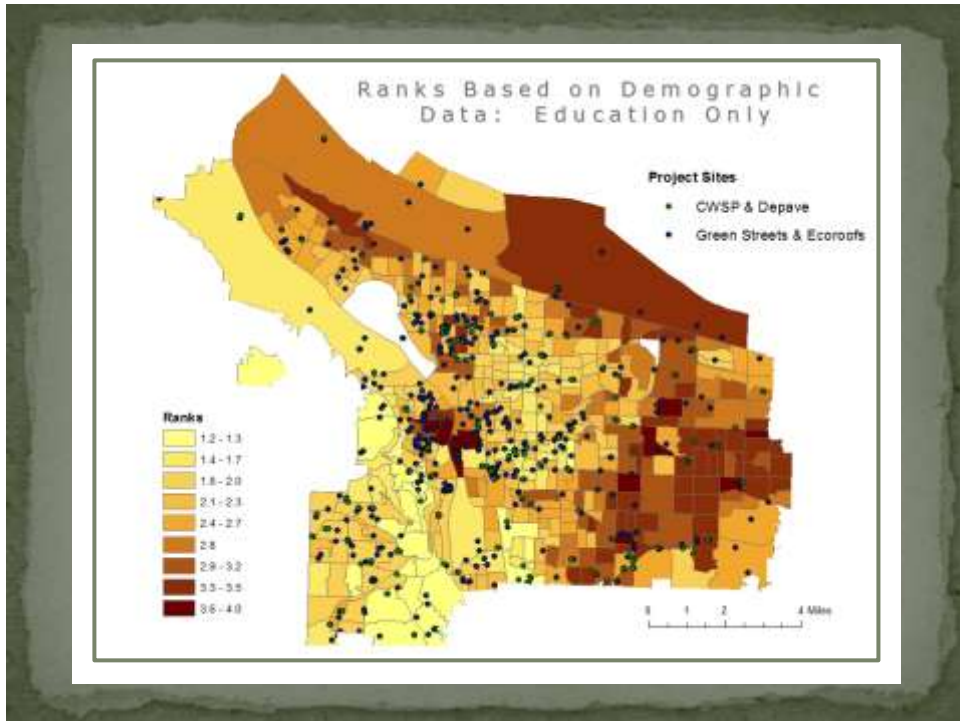 Ranks Based on Demographic
Data: Education Only
Project Sites
CWSP & Depave
Green Streets & Ecoroofs
Ranks
1.2 - 1.3
1.4 - 1.7
1.8 - 2.0
2.1 - 2.3
2.4 - 2.7
2.8
2.9 - 3.2
3.3 - 3.5
3.6 - 4.0
0 1 2 4 Miles